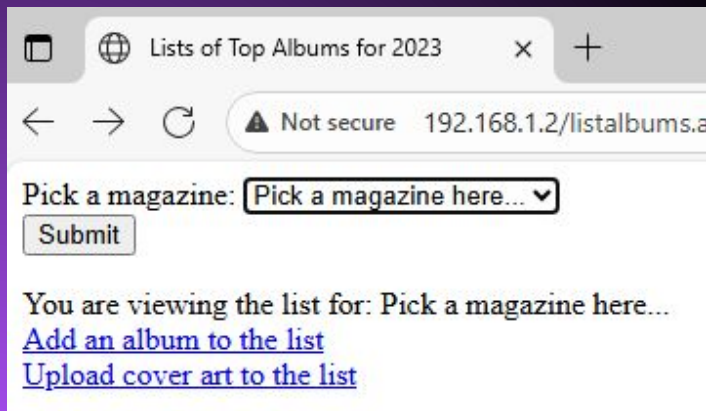 Lists of Top Albums for 2023
Not secure 192.168.1.2/listalbums.a
Pick a magazine: Pick a magazine here...
Submit
You are viewing the list for: Pick a magazine here...
Add an album to the list
Upload cover art to the list